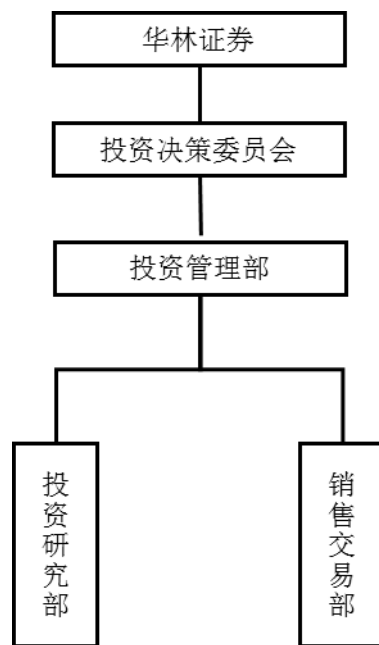 华林证券
投资决策委员会
投资管理部
投资研究部
销售交易部